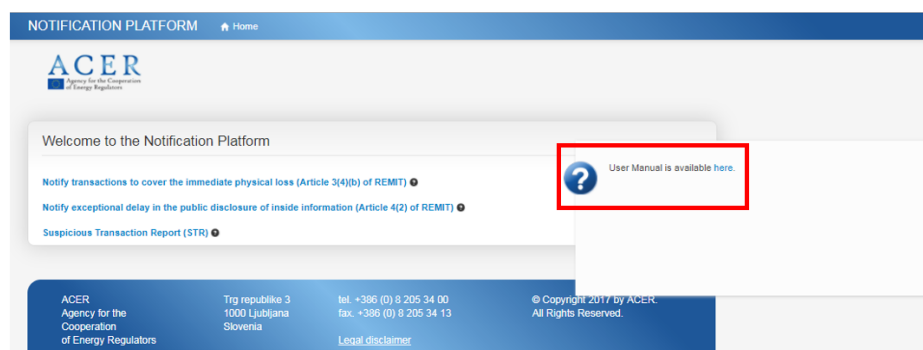 NOTIFICATION PLATFORM Home
ACER
Agency for the Cooperation
of Energy Regulators
Welcome to the Notification Platform
User Manual is available here.
Notify transactions to cover the immediate physical loss (Article 3(4)(b) of REMIT)
Notify exceptional delay in the public disclosure of inside information (Article 4(2) of REMIT)
Suspicious Transaction Report (STR)
ACER
Agency for the
Cooperation
of Energy Regulators
Trg republike 3
1000 Ljubljana
Slovenia
tel. +386 (0) 8 205 34 00
fax. +386 (0) 8 205 34 13
Legal disclaimer
© Copyright 2017 by ACER.
All Rights Reserved.